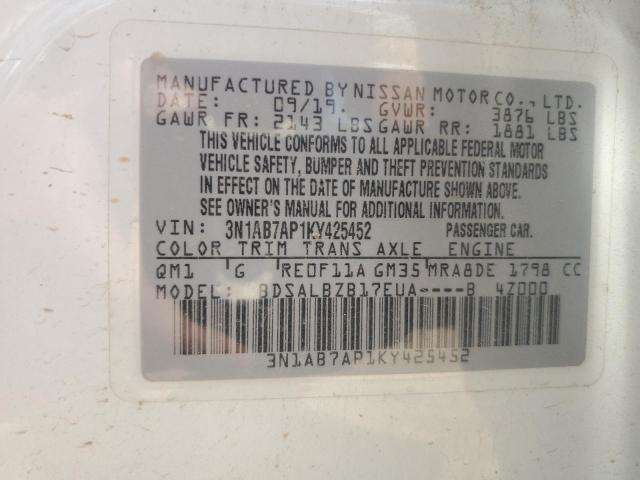 MANUFACTURED BY NISSAN MOTOR CO., LTD.
DATE: 09/19. GVWR: 3876 LBS
GAWR FR: 2143 LBS GAWR RR: 1881 LBS
THIS VEHICLE CONFORMS TO ALL APPLICABLE FEDERAL MOTOR
VEHICLE SAFETY, BUMPER AND THEFT PREVENTION STANDARDS
IN EFFECT ON THE DATE OF MANUFACTURE SHOWN ABOVE.
SEE OWNER'S MANUAL FOR ADDITIONAL INFORMATION.
VIN: 3N1AB7AP1KY425452 PASSENGER CAR.
COLOR TRIM TRANS AXLE ENGINE
QM1 G RE0F11A GM35 MRA8DE 1798 CC
MODEL: BDSALBZB17EUA----B 4Z000
3N1AB7AP1KY425452